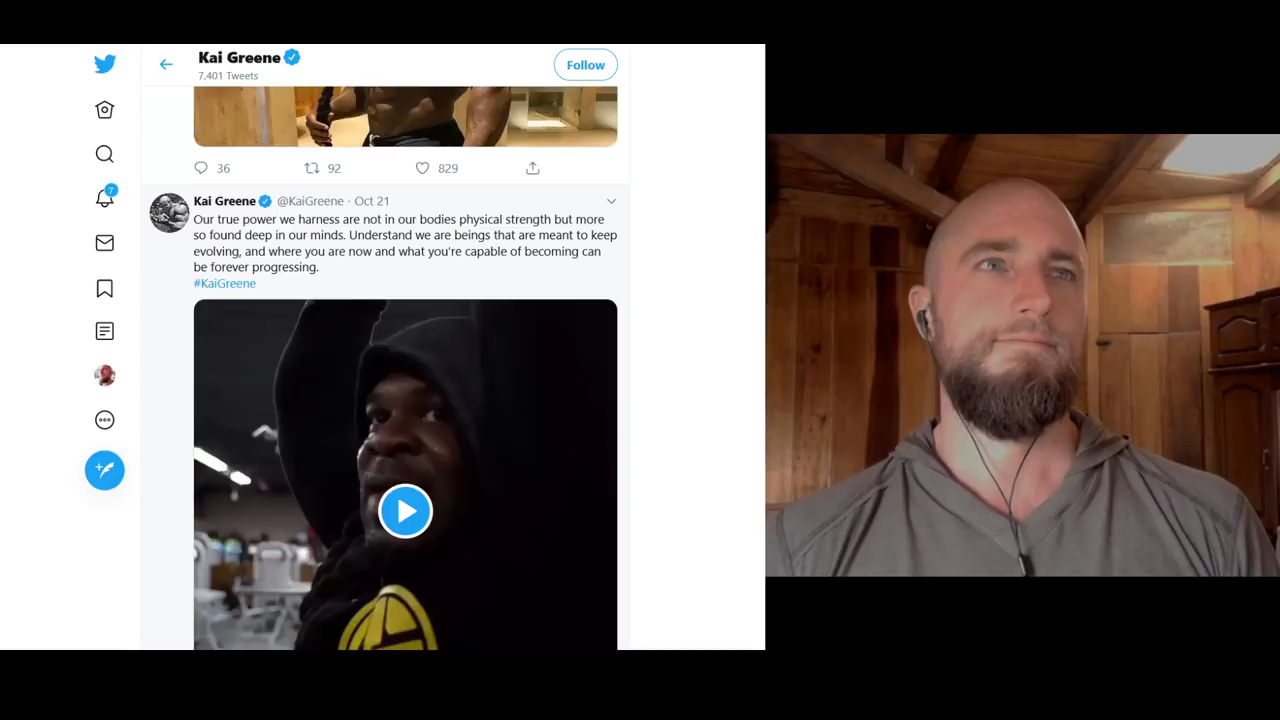 Kai Greene
7,401 Tweets
Follow
36
92
829
Kai Greene @KaiGreene · Oct 21
Our true power we harness are not in our bodies physical strength but more
so found deep in our minds. Understand we are beings that are meant to keep
evolving, and where you are now and what you're capable of becoming can
be forever progressing.
#KaiGreene
7